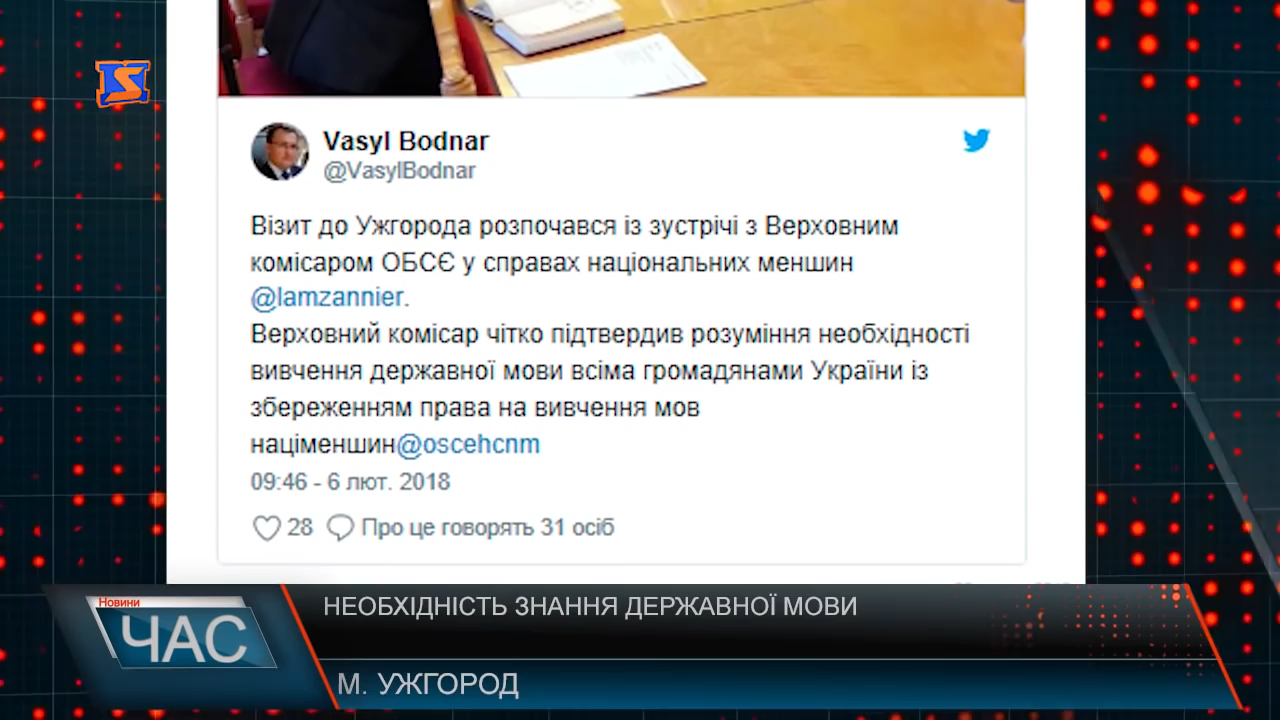 Vasyl Bodnar
@VasylBodnar
Візит до Ужгорода розпочався із зустрічі з Верховним
комісаром ОБСЄ у справах національних меншин
@lamzannier.
Верховний комісар чітко підтвердив розуміння необхідності
вивчення державної мови всіма громадянами України із
збереженням права на вивчення мов
націменшин@oscehcnm
09:46 - 6 лют. 2018
28 Про це говорять 31 осіб
Новини
ЧАС
НЕОБХІДНІСТЬ ЗНАННЯ ДЕРЖАВНОЇ МОВИ
М. УЖГОРОД